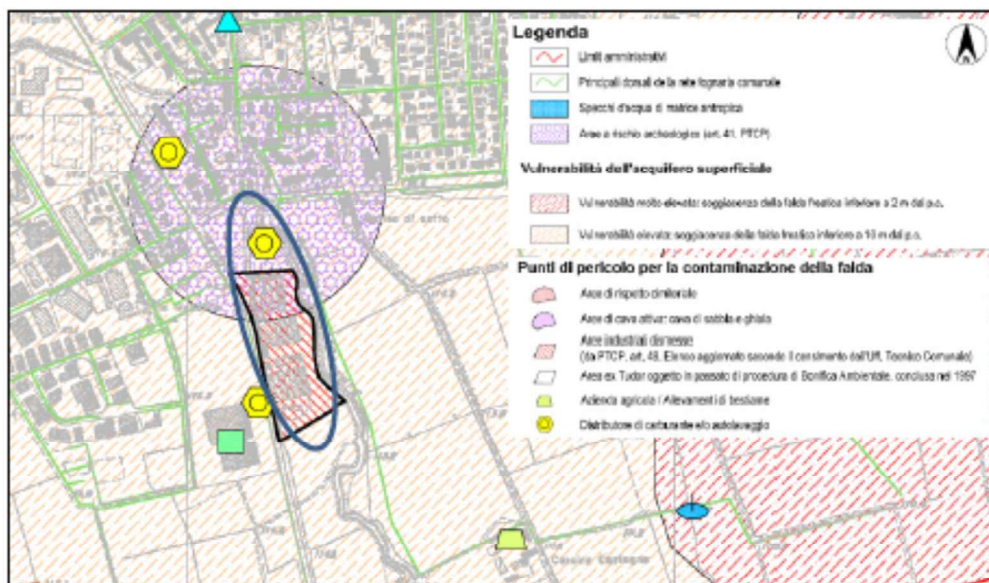 Legenda
Limiti amministrativi
Principali dorsali della rete fognaria comunale
Specchi d'acqua di matrice antropica
Aree a rischio archeologico (art. 41, PTCP)
Vulnerabilità dell'acquifero superficiale
Vulnerabilità molto elevata: soggiacenza della falda freatica inferiore a 2 m dal p.c.
Vulnerabilità elevata: soggiacenza della falda freatica inferiore a 10 m dal p.c.
Punti di pericolo per la contaminazione della falda
Aree di rispetto cimiteriale
Aree di cava attiva: cava di sabbia e ghiaia
Aree industriali dismesse
(da PTCP, art. 48, Elenco aggiornato secondo il censimento dell'Uff. Tecnico Comunale)
Area ex Tudor oggetto in passato di procedura di Bonifica Ambientale, conclusa nel 1997
Azienda agricola / Allevamenti di bestiame
Distributore di carburante e/o autolavaggio